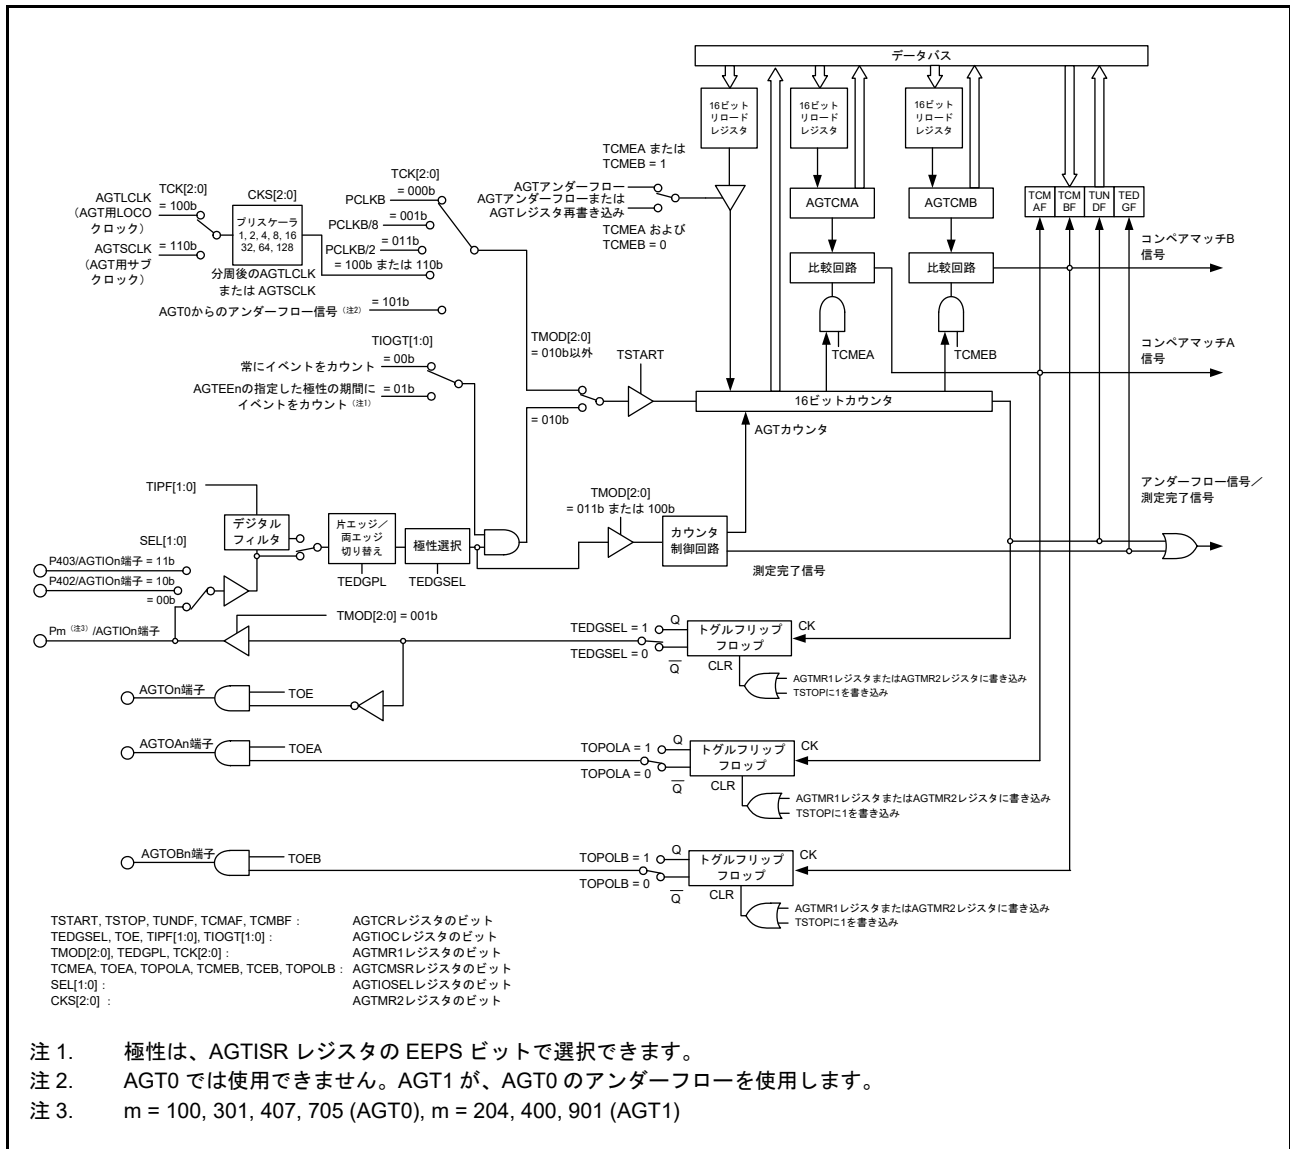 データバス
16ビット
リロード
レジスタ
16ビット
リロード
レジスタ
16ビット
リロード
レジスタ
TCMEA または
TCMEB = 1
AGTアンダーフロー
AGTアンダーフローまたは
AGTレジスタ再書き込み
TCMEA および
TCMEB = 0
TCK[2:0]
AGTLCLK
= 100b
(AGT用LOCO
クロック)
AGTSCLK
= 110b
(AGT用サブ
クロック)
CKS[2:0]
プリスケーラ
1, 2, 4, 8, 16
32, 64, 128
分周後のAGTLCLK
または AGTSCLK
TCK[2:0]
= 000b
PCLKB
= 001b
PCLKB/8
= 011b
PCLKB/2
= 100b または 110b
AGT0からのアンダーフロー信号 (注2) = 101b
AGTCMA
AGTCMB
TCM
AF
TCM
BF
TUN
DF
TED
GF
比較回路
比較回路
コンペアマッチB
信号
TCMEA
TCMEB
コンペアマッチA
信号
TIOGT[1:0]
常にイベントをカウント = 00b
AGTEEnの指定した極性の期間に = 01b
イベントをカウント (注1)
TMOD[2:0]
= 010b以外
= 010b
TSTART
16ビットカウンタ
AGTカウンタ
TIPF[1:0]
デジタル
フィルタ
SEL[1:0]
P403/AGTIOn端子 = 11b
P402/AGTIOn端子 = 10b
= 00b
Pm (注3) /AGTIOn端子
片エッジ／
両エッジ
切り替え
TEDGPL
極性選択
TEDGSEL
TMOD[2:0]
= 011b または 100b
カウンタ
制御回路
測定完了信号
アンダーフロー信号／
測定完了信号
TMOD[2:0] = 001b
TEDGSEL = 1
TEDGSEL = 0
Q
Q
トグルフリップ
フロップ
CK
CLR
AGTMR1レジスタまたはAGTMR2レジスタに書き込み
TSTOPに1を書き込み
AGTOn端子
TOE
AGTOAn端子
TOEA
TOPOLA = 1
TOPOLA = 0
Q
Q
トグルフリップ
フロップ
CK
CLR
AGTMR1レジスタまたはAGTMR2レジスタに書き込み
TSTOPに1を書き込み
AGTOBn端子
TOEB
TOPOLB = 1
TOPOLB = 0
Q
Q
トグルフリップ
フロップ
CK
CLR
AGTMR1レジスタまたはAGTMR2レジスタに書き込み
TSTOPに1を書き込み
TSTART, TSTOP, TUNDF, TCMAF, TCMBF : AGTCRレジスタのビット
TEDGSEL, TOE, TIPF[1:0], TIOGT[1:0] : AGTIOCレジスタのビット
TMOD[2:0], TEDGPL, TCK[2:0] : AGTMR1レジスタのビット
TCMEA, TOEA, TOPOLA, TCMEB, TCEB, TOPOLB : AGTCMSRレジスタのビット
SEL[1:0] : AGTIOSELレジスタのビット
CKS[2:0] : AGTMR2レジスタのビット
注 1. 極性は、AGTISR レジスタの EEPS ビットで選択できます。
注 2. AGT0 では使用できません。AGT1 が、AGT0 のアンダーフローを使用します。
注 3. m = 100, 301, 407, 705 (AGT0), m = 204, 400, 901 (AGT1)